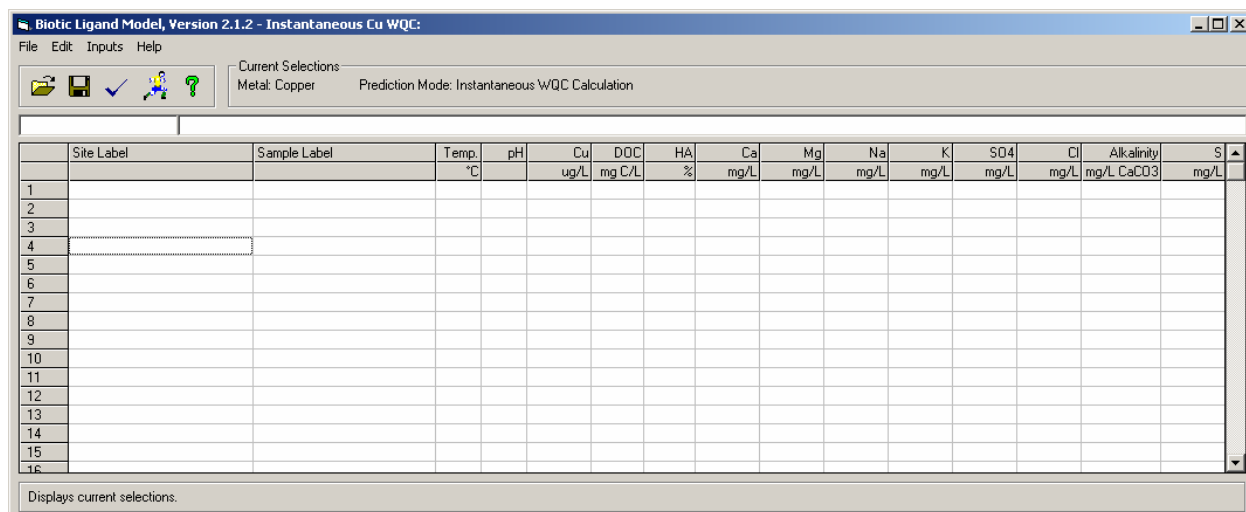 Biotic Ligand Model, Version 2.1.2 - Instantaneous Cu WQC:
File Edit Inputs Help
Current Selections
Metal: Copper Prediction Mode: Instantaneous WQC Calculation
Site Label Sample Label Temp. pH Cu DOC HA Ca Mg Na K SO4 Cl Alkalinity S
°C ug/L mg C/L % mg/L mg/L mg/L mg/L mg/L mg/L mg/L CaCO3 mg/L
1
2
3
4
5
6
7
8
9
10
11
12
13
14
15
16
Displays current selections.